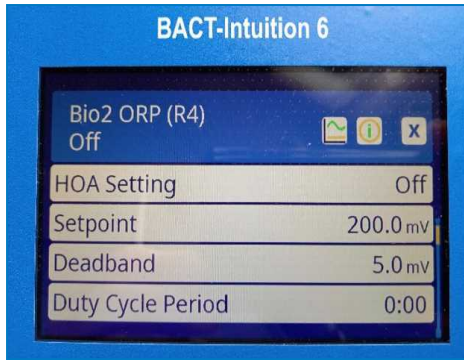 BACT-Intuition 6
Bio2 ORP (R4)
Off
X
HOA Setting Off
Setpoint 200.0 mV
Deadband 5.0 mV
Duty Cycle Period 0:00